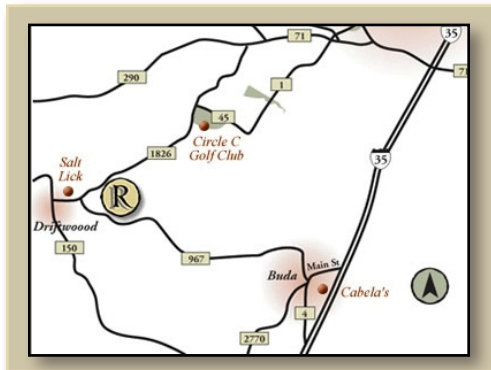 35
71
290
71
1
45
Circle C
Golf Club
1826
35
Salt
Lick
R
Driftwoood
150
967
Buda
Main St
Cabela's
4
2770